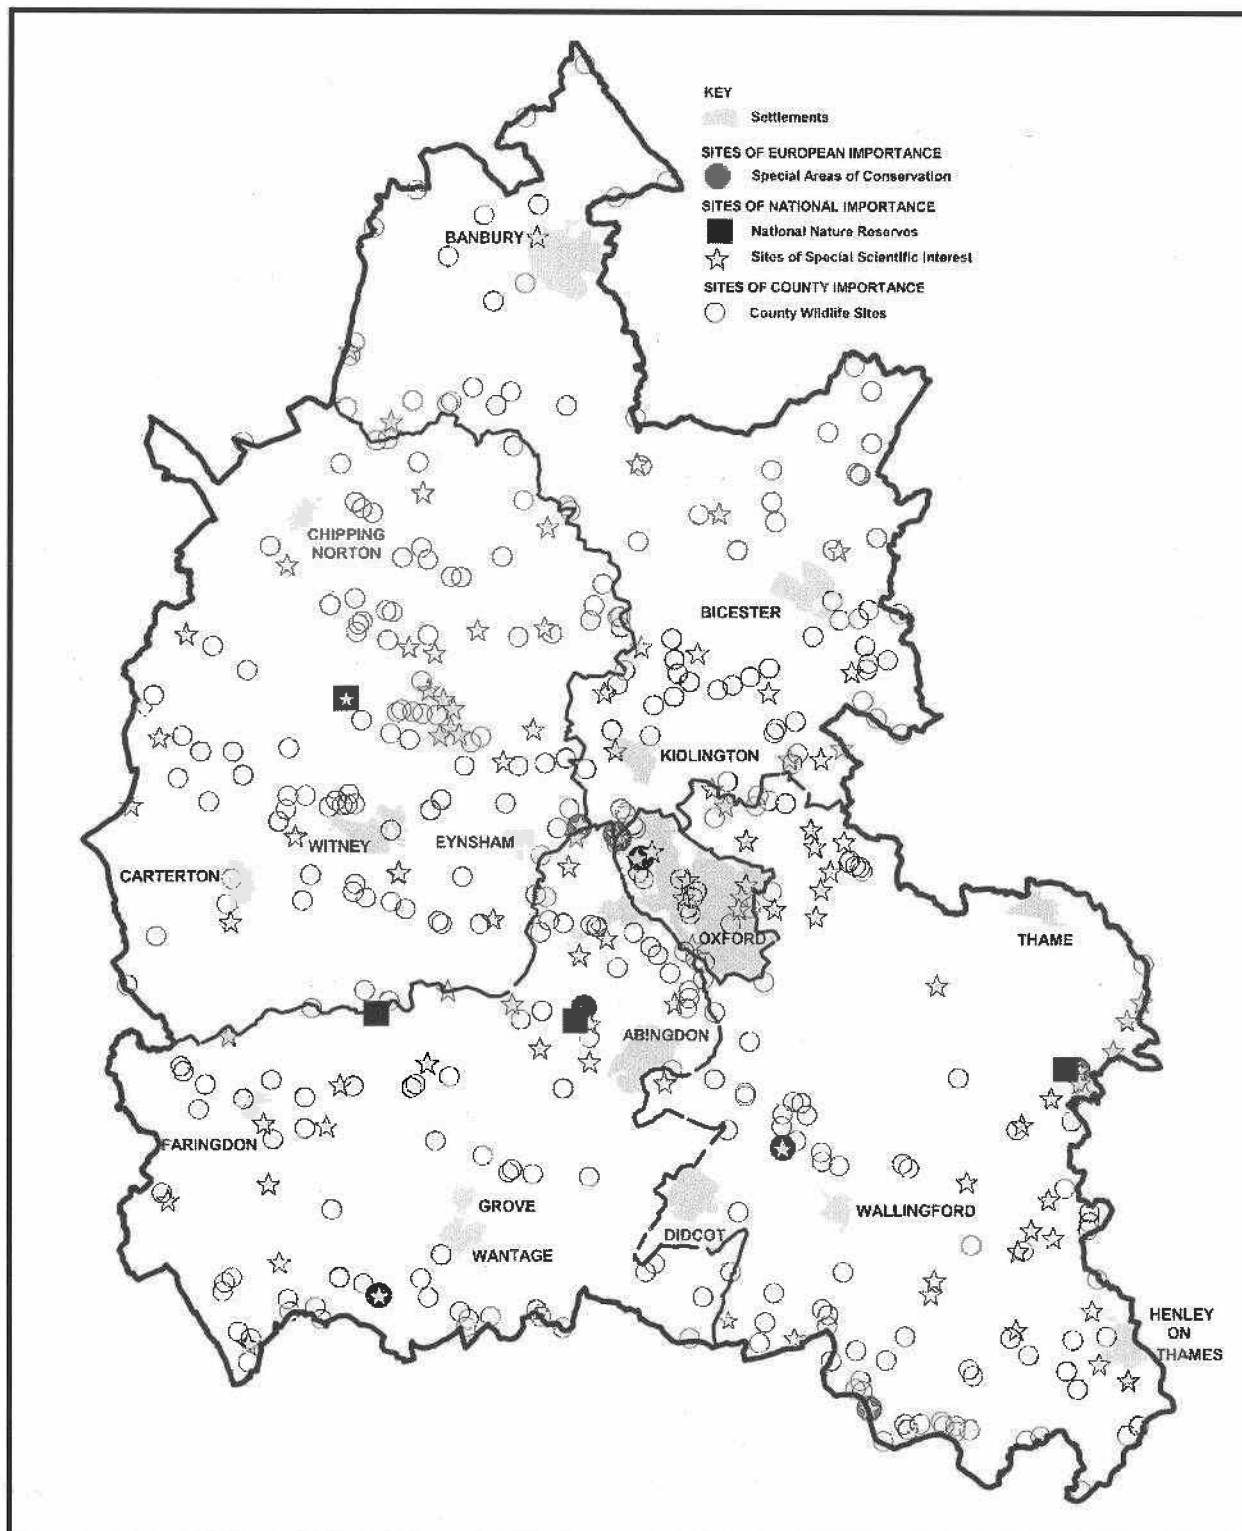 KEY
Settlements
SITES OF EUROPEAN IMPORTANCE
Special Areas of Conservation
SITES OF NATIONAL IMPORTANCE
National Nature Reserves
Sites of Special Scientific Interest
SITES OF COUNTY IMPORTANCE
County Wildlife Sites
BANBURY
CHIPPING
NORTON
BICESTER
KIDLINGTON
WITNEY
EYNSHAM
CARTERTON
OXFORD
THAME
ABINGDON
FARINGDON
GROVE
WANTAGE
DIDCOT
WALLINGFORD
HENLEY
ON
THAMES